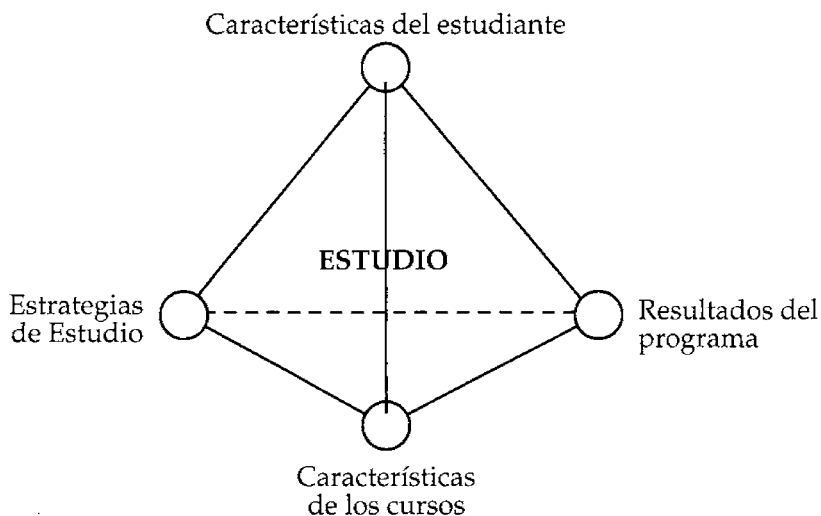 Características del estudiante
ESTUDIO
Estrategias
de Estudio
Resultados del
programa
Características
de los cursos